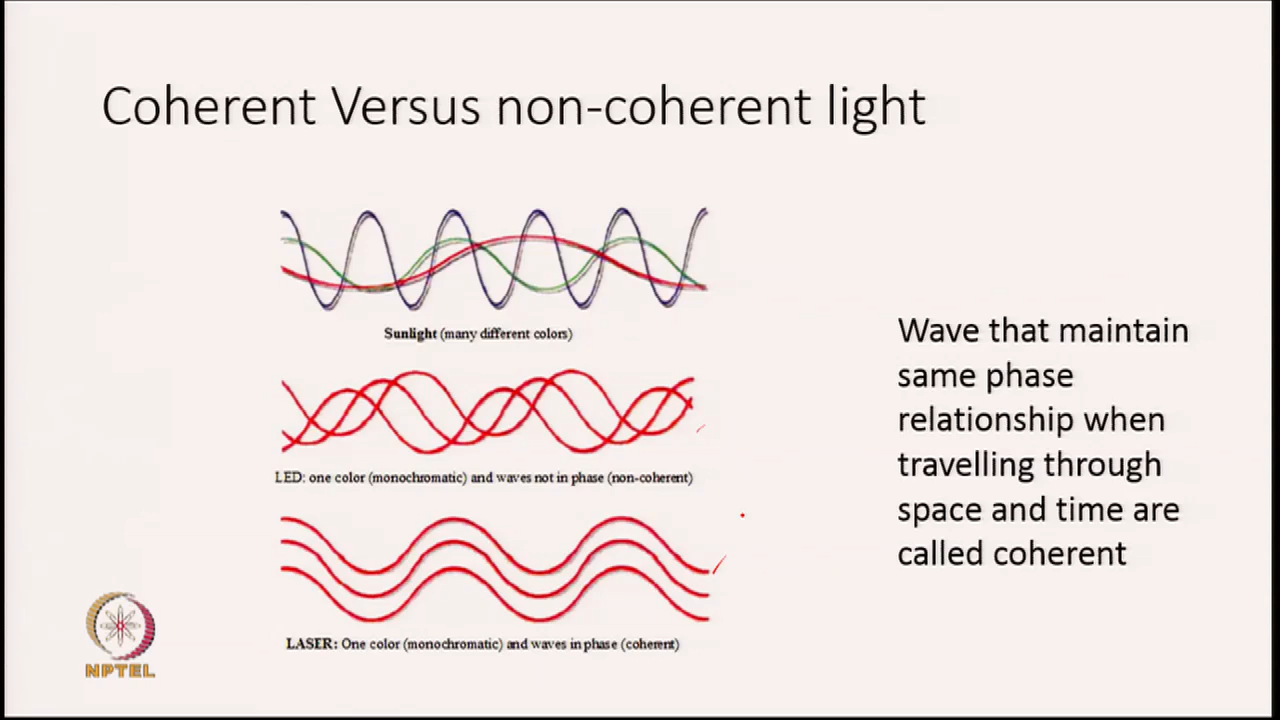 Coherent Versus non-coherent light
Sunlight (many different colors)
LED: one color (monochromatic) and waves not in phase (non-coherent)
LASER: One color (monochromatic) and waves in phase (coherent)
Wave that maintain
same phase
relationship when
travelling through
space and time are
called coherent
NPTEL